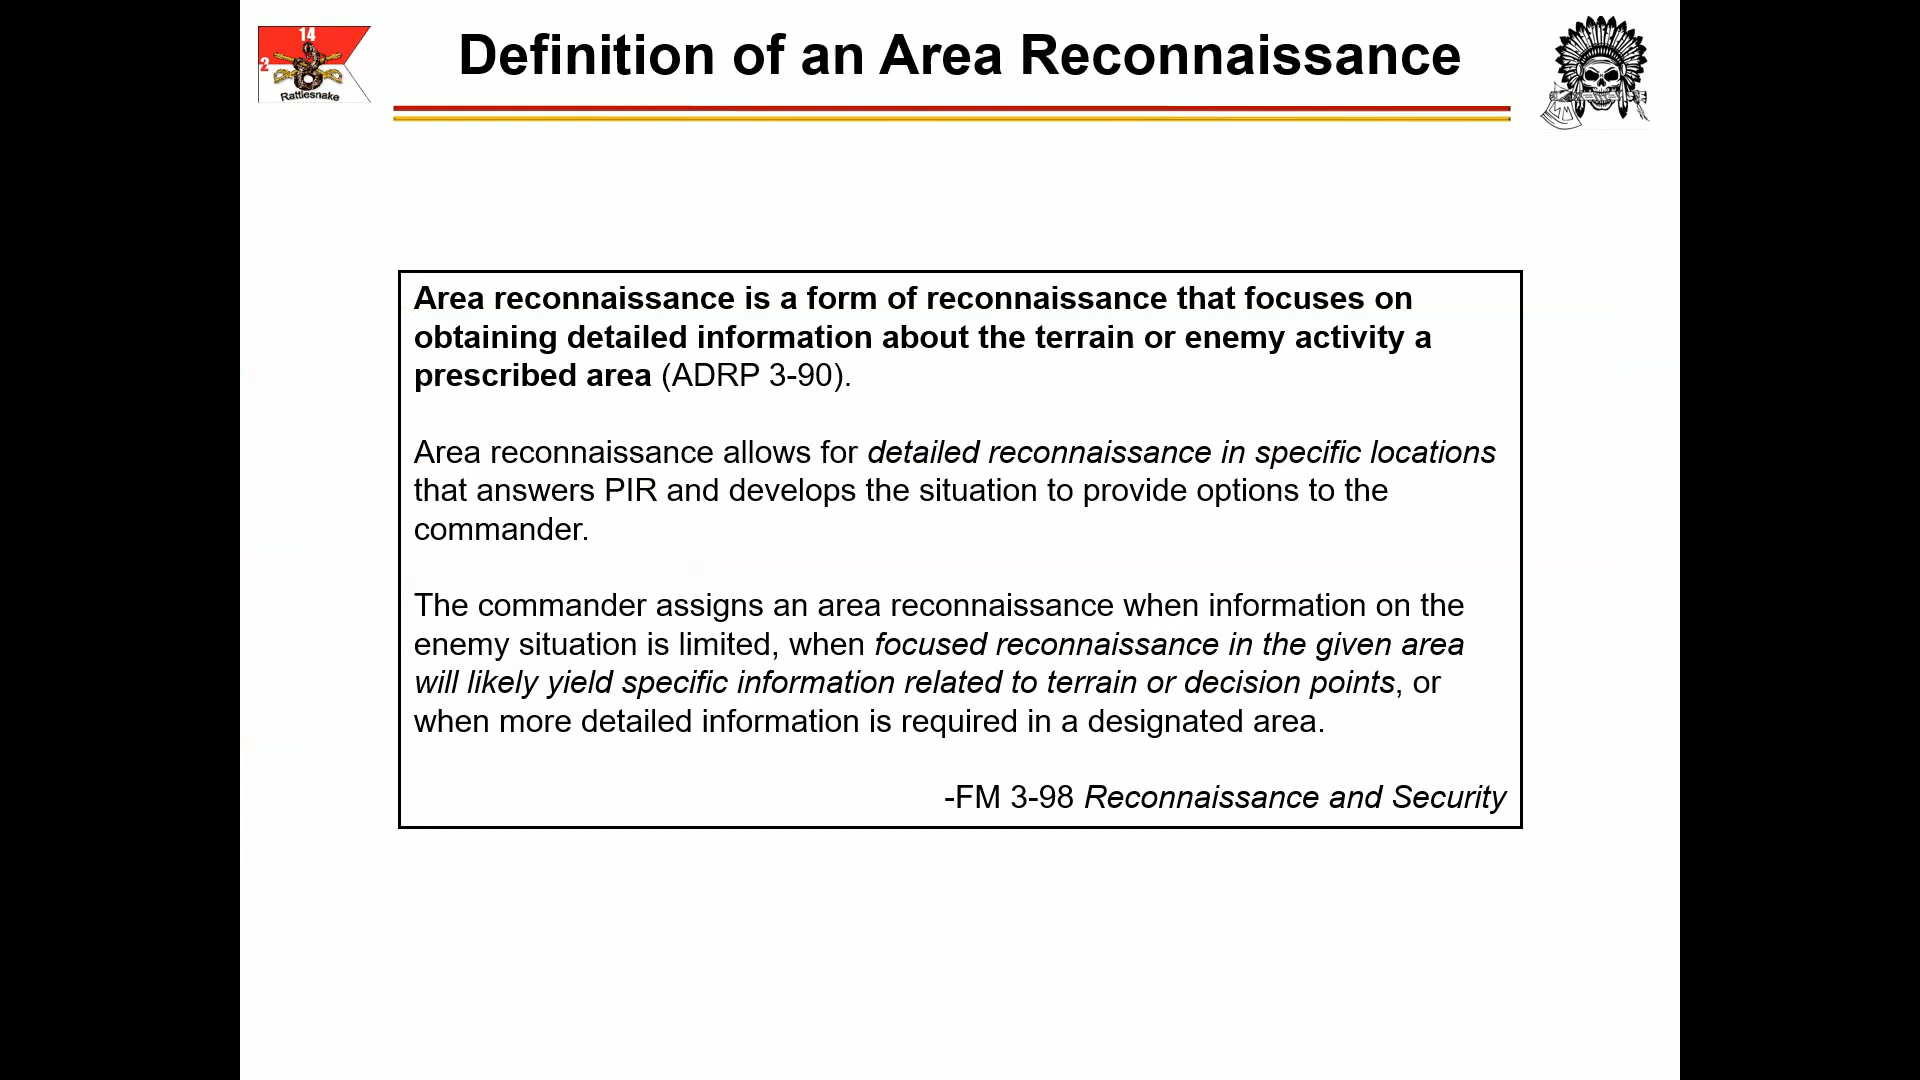 14
Definition of an Area Reconnaissance
2
Rattlesnake
Area reconnaissance is a form of reconnaissance that focuses on
obtaining detailed information about the terrain or enemy activity a
prescribed area (ADRP 3-90).
Area reconnaissance allows for detailed reconnaissance in specific locations
that answers PIR and develops the situation to provide options to the
commander.
The commander assigns an area reconnaissance when information on the
enemy situation is limited, when focused reconnaissance in the given area
will likely yield specific information related to terrain or decision points, or
when more detailed information is required in a designated area.
-FM 3-98 Reconnaissance and Security